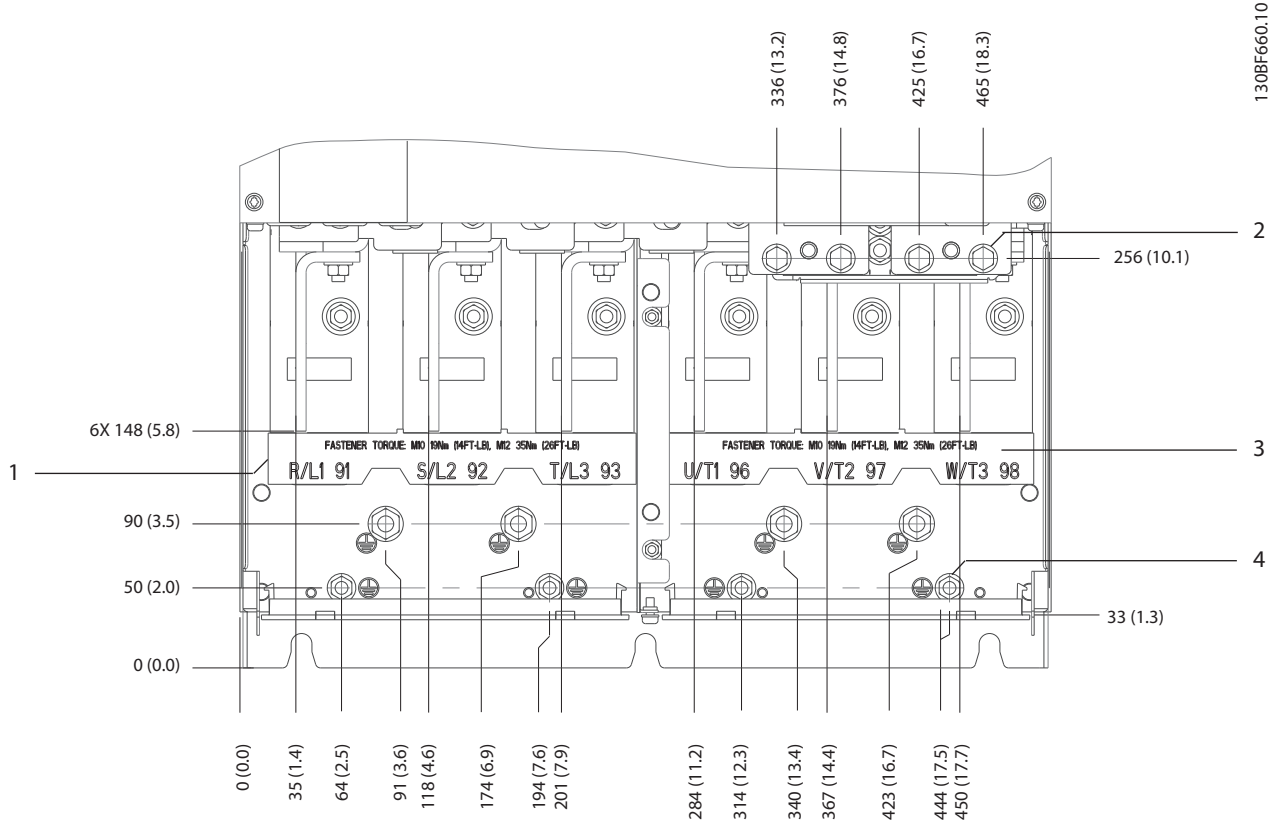 130BF660.10
336 (13.2)
376 (14.8)
425 (16.7)
465 (18.3)
2
256 (10.1)
6X 148 (5.8)
FASTENER TORQUE: M10 19Nm (14FT-LB), M12 35Nm (26FT-LB)
FASTENER TORQUE: M10 19Nm (14FT-LB), M12 35Nm (26FT-LB)
1
R/L1 91
S/L2 92
T/L3 93
U/T1 96
V/T2 97
W/T3 98
3
90 (3.5)
4
50 (2.0)
33 (1.3)
0 (0.0)
0 (0.0)
35 (1.4)
64 (2.5)
91 (3.6)
118 (4.6)
174 (6.9)
194 (7.6)
201 (7.9)
284 (11.2)
314 (12.3)
340 (13.4)
367 (14.4)
423 (16.7)
444 (17.5)
450 (17.7)